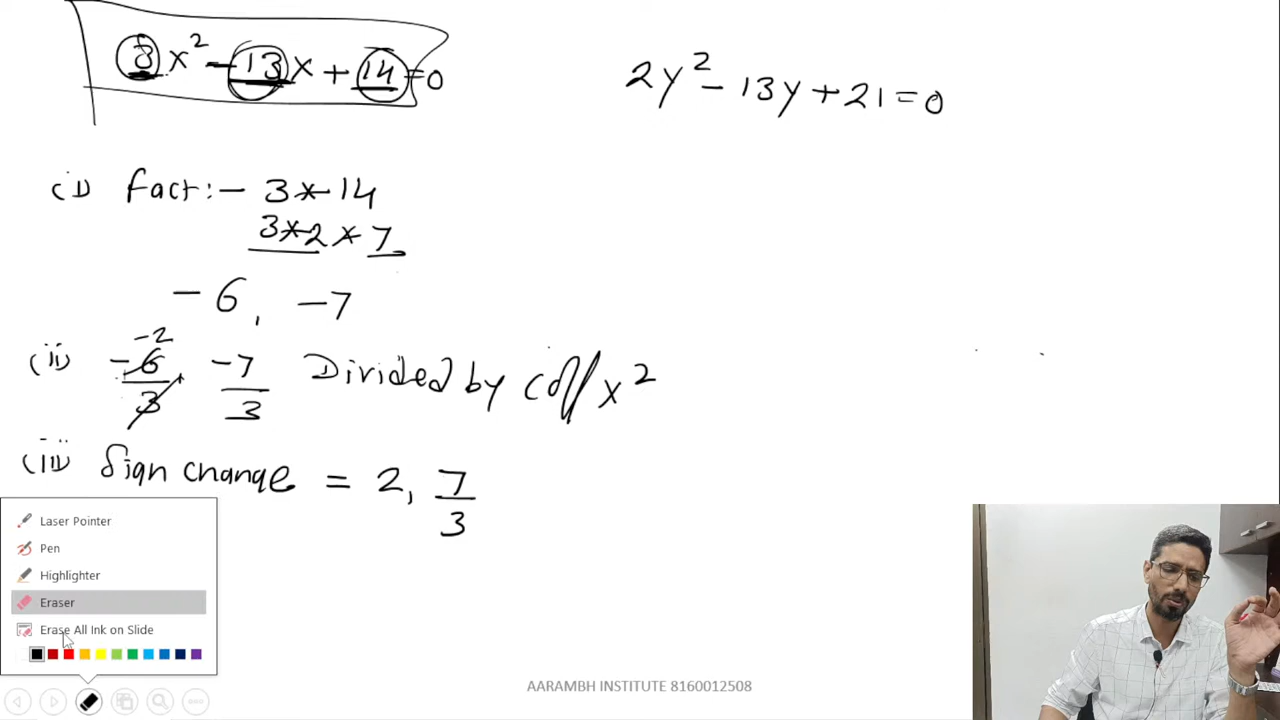 3x² - 13x + 14 = 0
2y² - 13y + 21 = 0
(i) fact:- 3*14
3*2*7
-6, -7
-2
(ii) -6/3 -7/3 Divided by coff x²
(iii) Sign change = 2, 7/3
Laser Pointer
Pen
Highlighter
Eraser
Erase All Ink on Slide
AARAMBH INSTITUTE 8160012508